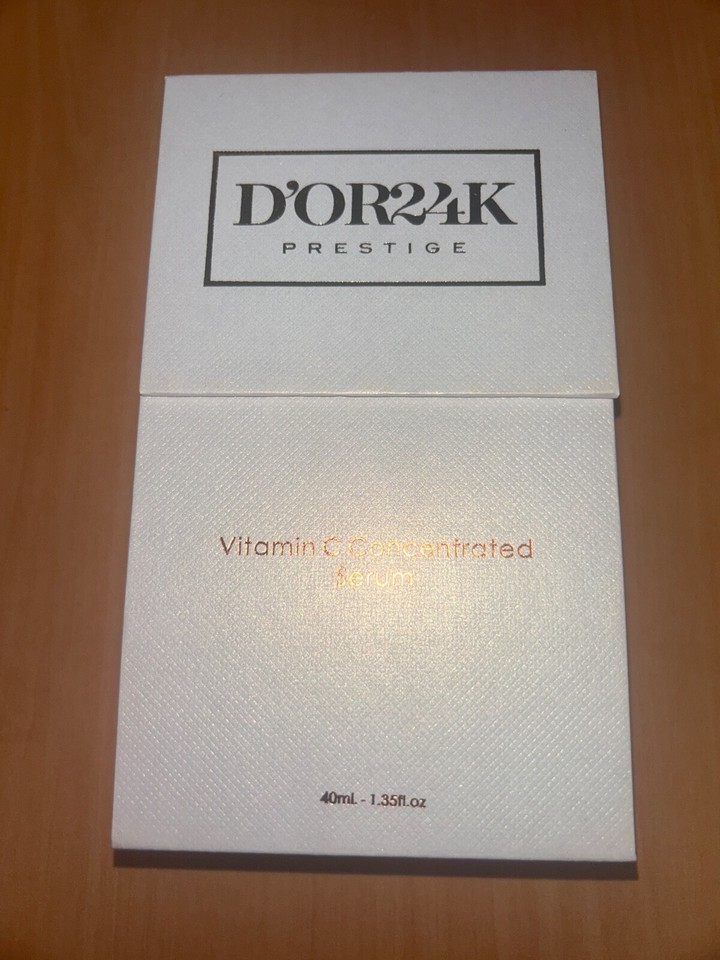 D'OR24K
PRESTIGE
Vitamin C Concentrated
Serum
40mL - 1.35fl.oz